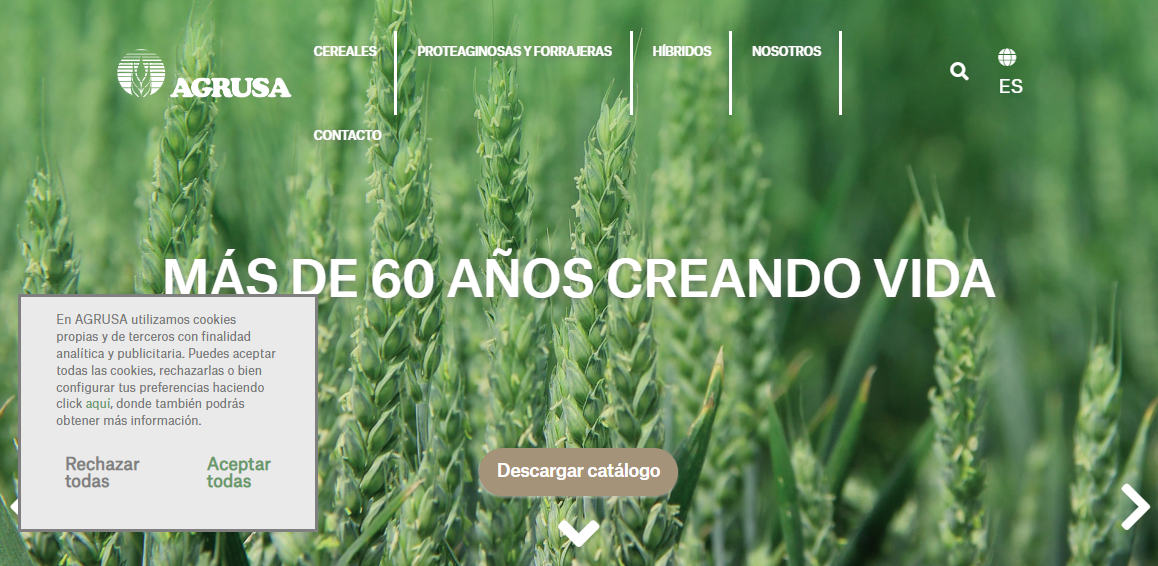 CEREALES
PROTEAGINOSAS Y FORRAJERAS
HÍBRIDOS
NOSOTROS
AGRUSA
ES
CONTACTO
MÁS DE 60 AÑOS CREANDO VIDA
En AGRUSA utilizamos cookies
propias y de terceros con finalidad
analítica y publicitaria. Puedes aceptar
todas las cookies, rechazarlas o bien
configurar tus preferencias haciendo
click aquí, donde también podrás
obtener más información.
Rechazar
todas
Aceptar
todas
Descargar catálogo